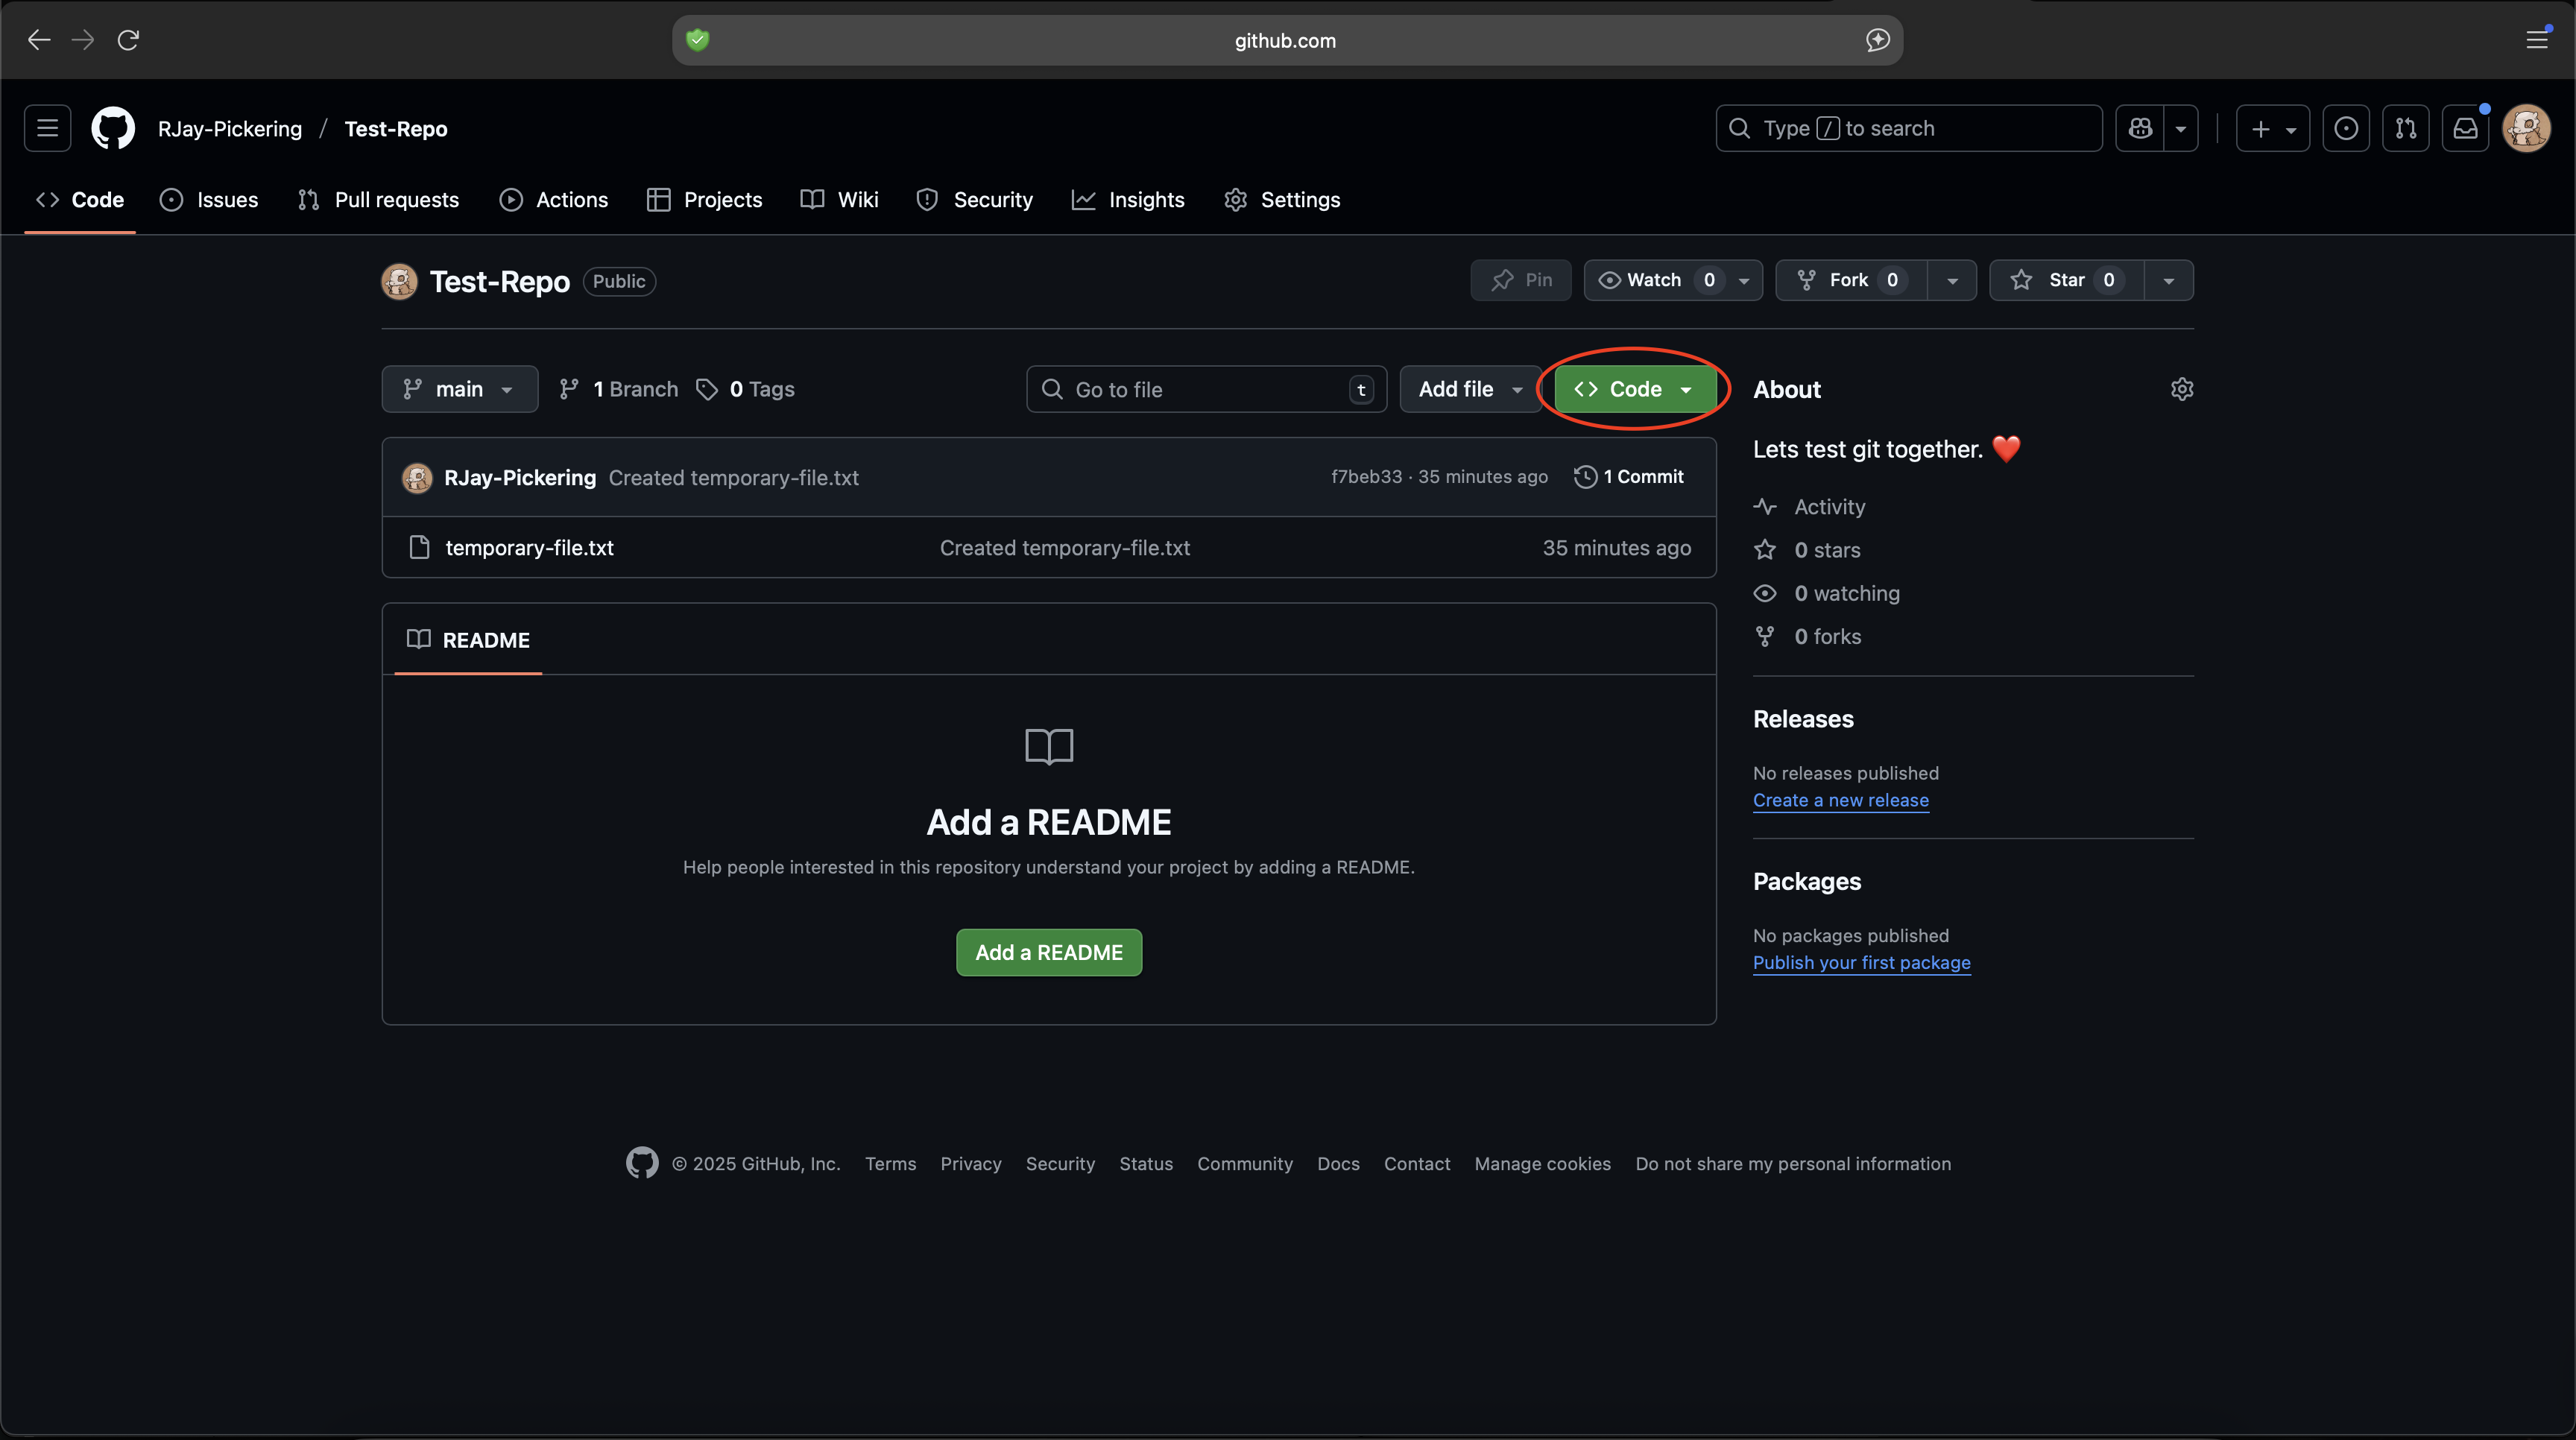 github.com
RJay-Pickering / Test-Repo
Type / to search
Code Issues Pull requests Actions Projects Wiki Security Insights Settings
Test-Repo Public
Pin Watch 0 Fork 0 Star 0
main 1 Branch 0 Tags Go to file t Add file Code
RJay-Pickering Created temporary-file.txt f7beb33 · 35 minutes ago 1 Commit
temporary-file.txt Created temporary-file.txt 35 minutes ago
README
Add a README
Help people interested in this repository understand your project by adding a README.
Add a README
About
Lets test git together. ❤️
Activity
0 stars
0 watching
0 forks
Releases
No releases published
Create a new release
Packages
No packages published
Publish your first package
© 2025 GitHub, Inc. Terms Privacy Security Status Community Docs Contact Manage cookies Do not share my personal information